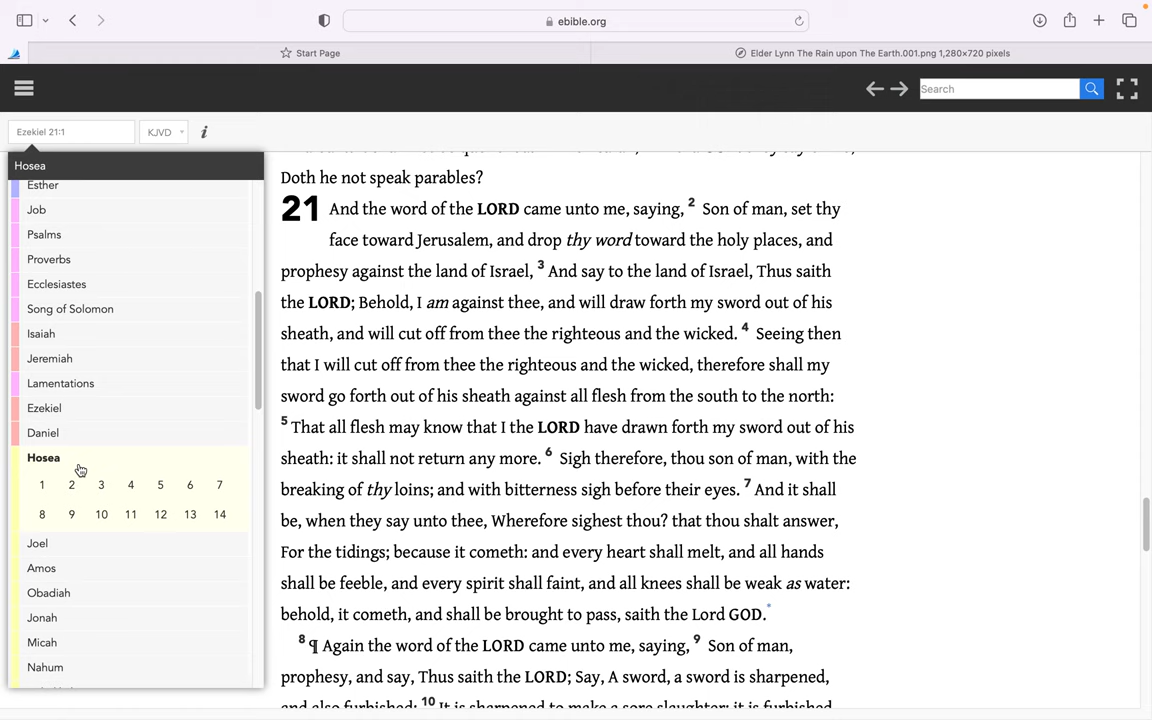 ebible.org
Start Page
Elder Lynn The Rain upon The Earth.001.png 1,280×720 pixels
Search
Ezekiel 21:1
KJVD
i
Hosea
Esther
Job
Psalms
Proverbs
Ecclesiastes
Song of Solomon
Isaiah
Jeremiah
Lamentations
Ezekiel
Daniel
Hosea
1 2 3 4 5 6 7
8 9 10 11 12 13 14
Joel
Amos
Obadiah
Jonah
Micah
Nahum
Doth he not speak parables?
21 And the word of the LORD came unto me, saying, 2 Son of man, set thy
face toward Jerusalem, and drop thy word toward the holy places, and
prophesy against the land of Israel, 3 And say to the land of Israel, Thus saith
the LORD; Behold, I am against thee, and will draw forth my sword out of his
sheath, and will cut off from thee the righteous and the wicked. 4 Seeing then
that I will cut off from thee the righteous and the wicked, therefore shall my
sword go forth out of his sheath against all flesh from the south to the north:
5 That all flesh may know that I the LORD have drawn forth my sword out of his
sheath: it shall not return any more. 6 Sigh therefore, thou son of man, with the
breaking of thy loins; and with bitterness sigh before their eyes. 7 And it shall
be, when they say unto thee, Wherefore sighest thou? that thou shalt answer,
For the tidings; because it cometh: and every heart shall melt, and all hands
shall be feeble, and every spirit shall faint, and all knees shall be weak as water:
behold, it cometh, and shall be brought to pass, saith the Lord GOD.*
8 ¶ Again the word of the LORD came unto me, saying, 9 Son of man,
prophesy, and say, Thus saith the LORD; Say, A sword, a sword is sharpened,
and also furbished: 10 It is sharpened to make a sore slaughter; it is furbished